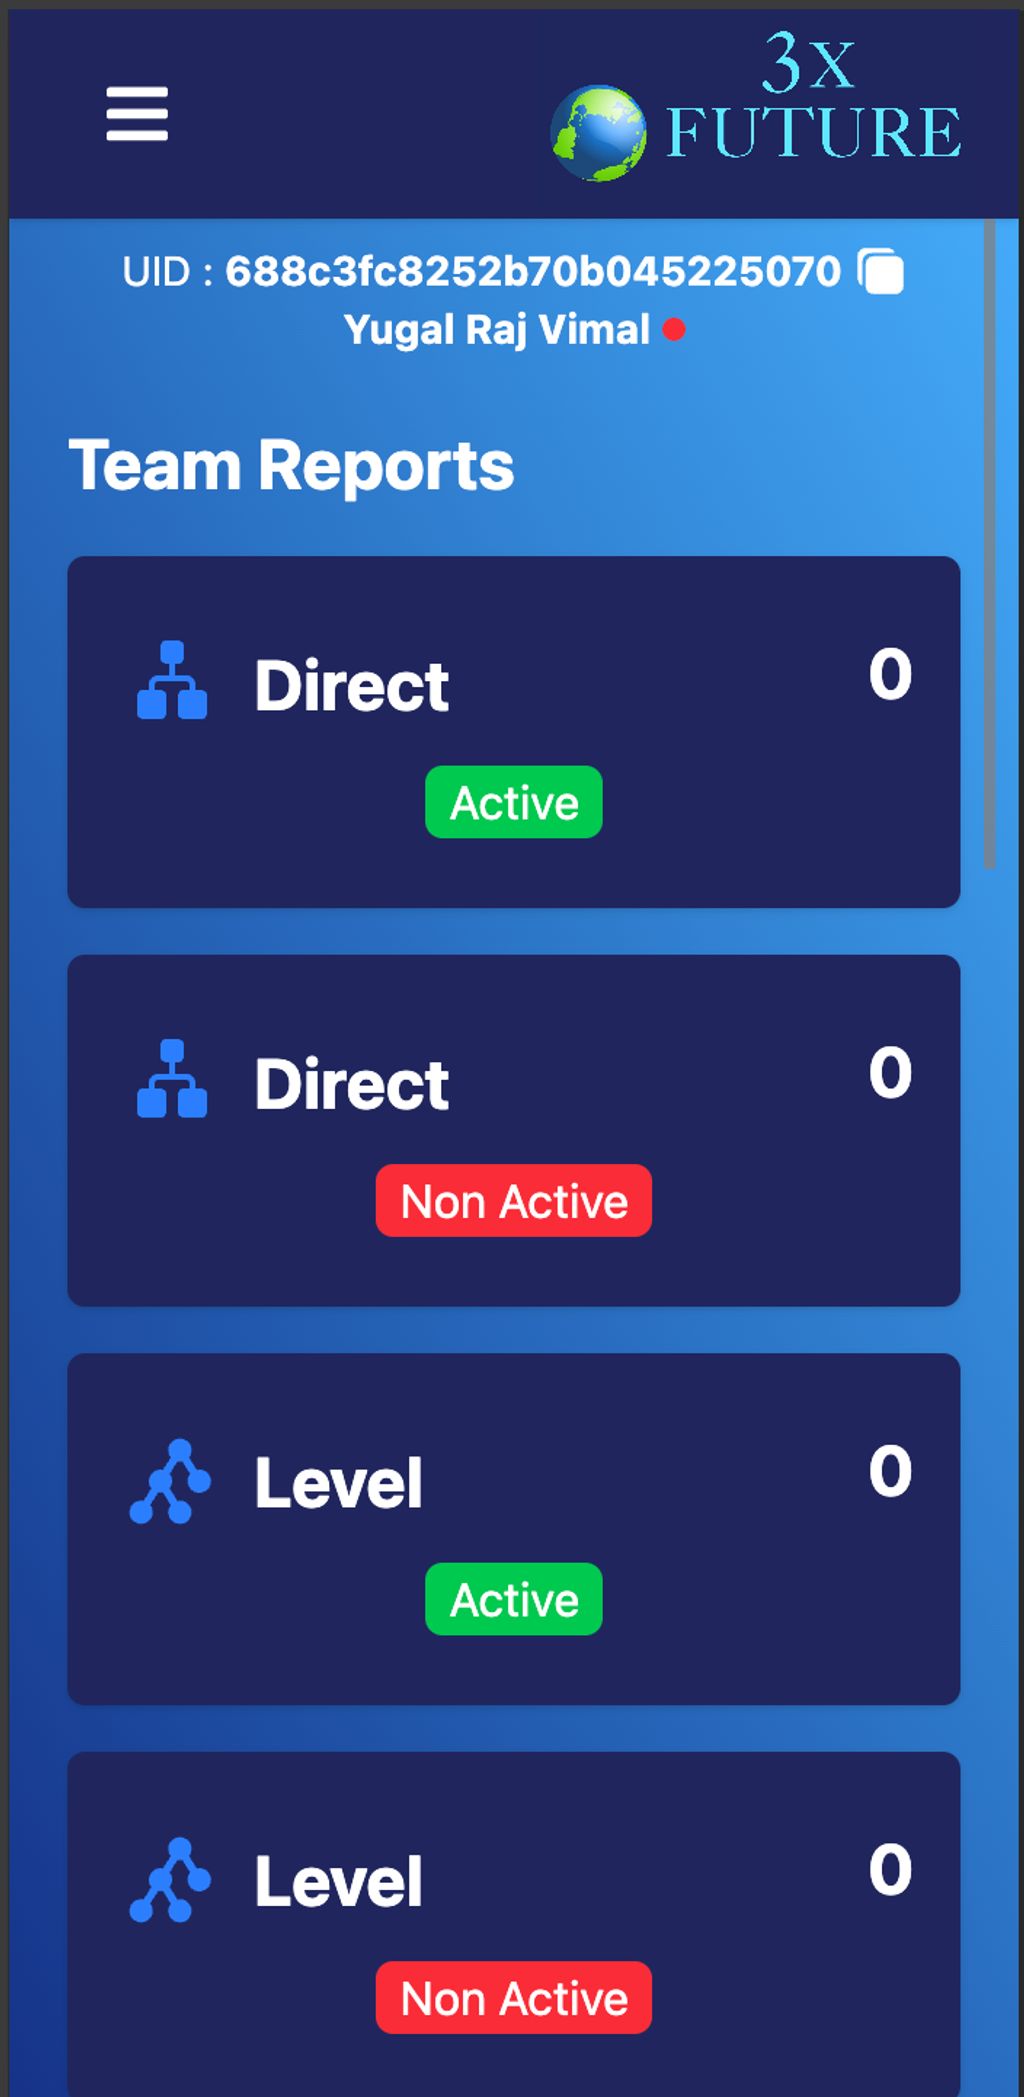 3X
FUTURE
UID : 688c3fc8252b70b045225070
Yugal Raj Vimal
Team Reports
Direct 0
Active
Direct 0
Non Active
Level 0
Active
Level 0
Non Active